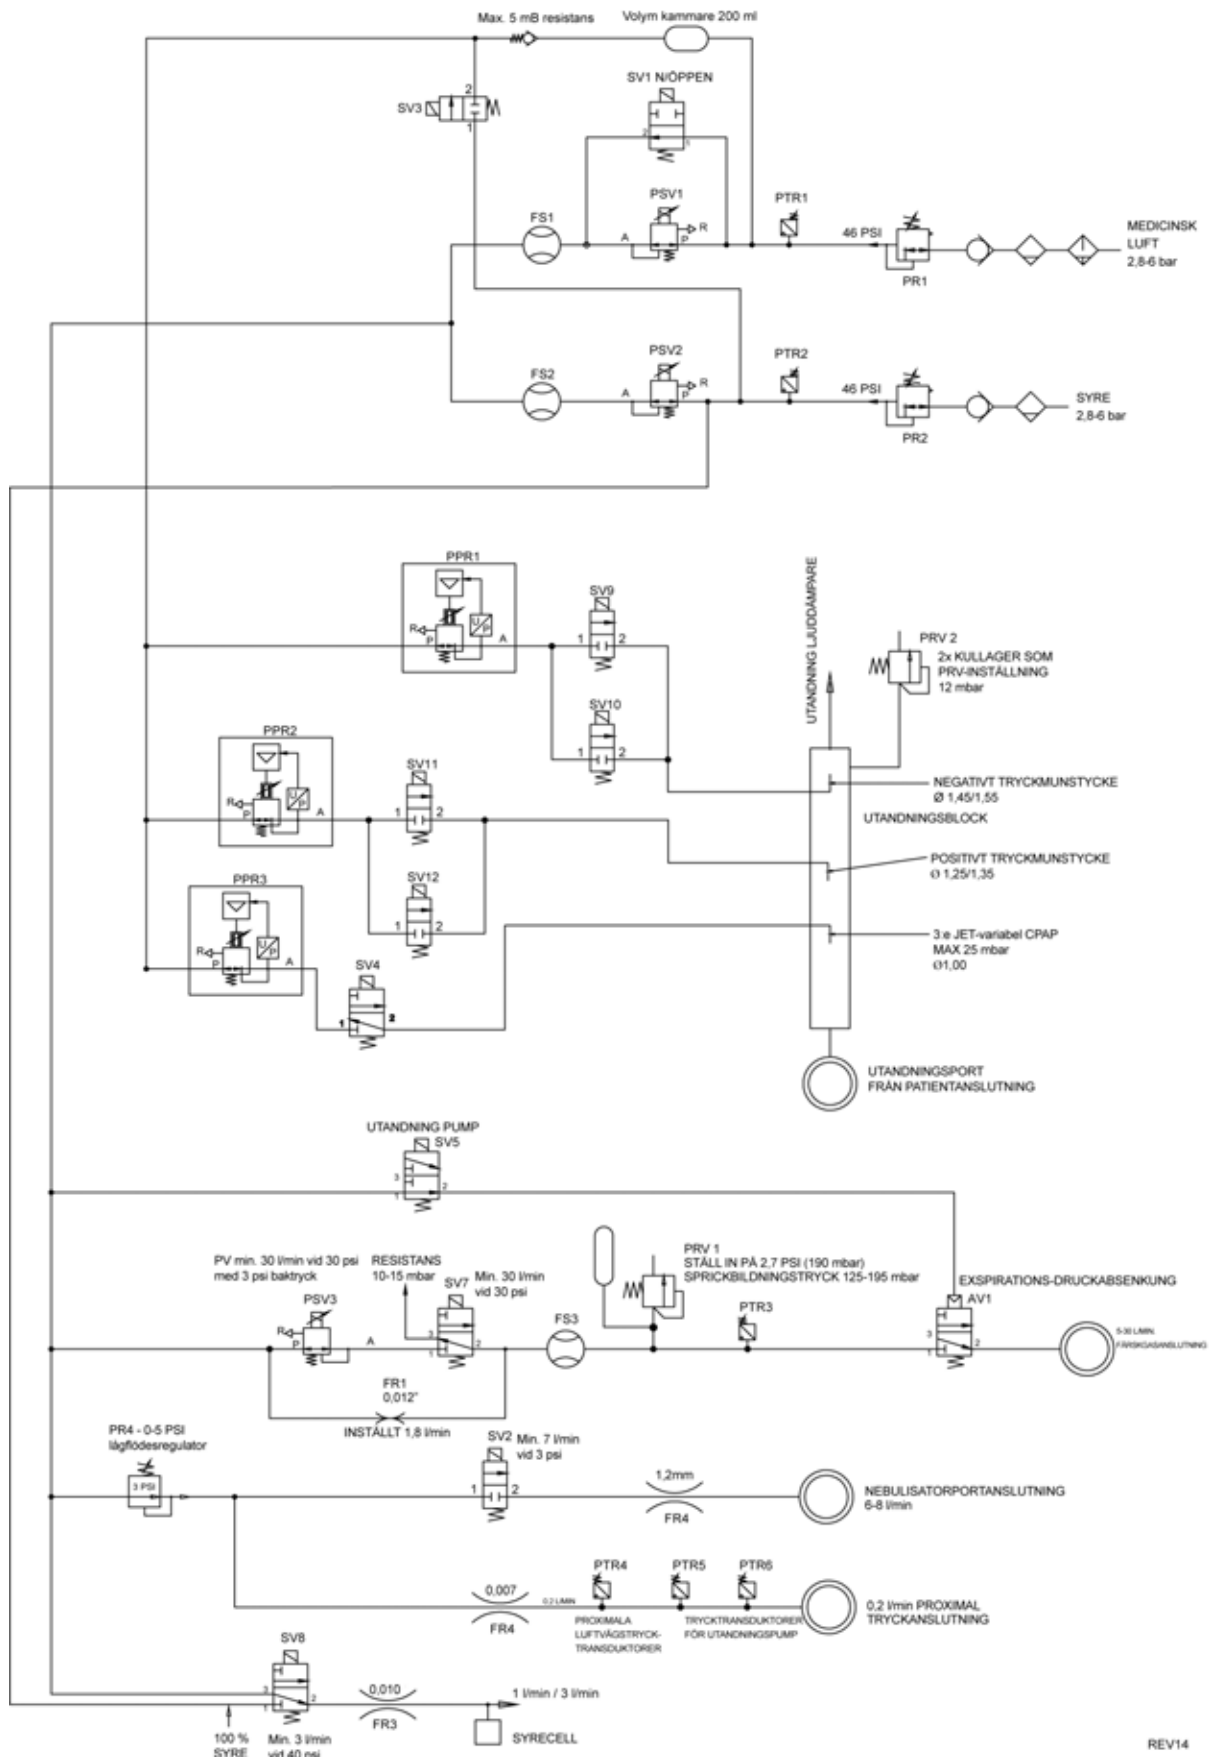 Max. 5 mB resistans
Volym kammare 200 ml
SV1 N/ÖPPEN
2
SV3
1
2
1
PSV1
PTR1
FS1
A
P
R
46 PSI
PR1
MEDICINSK
LUFT
2,8-6 bar
PSV2
PTR2
FS2
A
P
R
46 PSI
PR2
SYRE
2,8-6 bar
PPR1
R
P
U
P
A
SV9
1
2
SV10
1
2
UTANDNING LJUDDÄMPARE
PRV 2
2x KULLAGER SOM
PRV-INSTÄLLNING
12 mbar
PPR2
R
P
U
P
A
SV11
1
2
SV12
1
2
NEGATIVT TRYCKMUNSTYCKE
Ø 1,45/1,55
UTANDNINGSBLOCK
POSITIVT TRYCKMUNSTYCKE
Ø 1,25/1,35
PPR3
R
P
U
P
A
SV4
1
2
3:e JET-variabel CPAP
MAX 25 mbar
Ø1,00
UTANDNINGSPORT
FRÅN PATIENTANSLUTNING
UTANDNING PUMP
SV5
3
1
2
PV min. 30 l/min vid 30 psi
med 3 psi baktryck
RESISTANS
10-15 mbar
SV7
Min. 30 l/min
vid 30 psi
PSV3
R
P
A
3
1
2
FS3
PRV 1
STÄLL IN PÅ 2,7 PSI (190 mbar)
SPRICKBILDNINGSTRYCK 125-195 mbar
PTR3
EXSPIRATIONS-DRUCKABSENKUNG
AV1
3
1
2
5-30 L/MIN.
FÄRSKGASANSLUTNING
FR1
0,012"
INSTÄLLT 1,8 l/min
PR4 - 0-5 PSI
lågflödesregulator
3 PSI
SV2
Min. 7 l/min
vid 3 psi
1
2
1,2mm
FR4
NEBULISATORPORTANSLUTNING
6-8 l/min
0,007
FR4
0,2 L/MIN
PTR4
PTR5
PTR6
PROXIMALA
LUFTVÄGSTRYCK-
TRANSDUKTORER
TRYCKTRANSDUKTORER
FÖR UTANDNINGSPUMP
0,2 l/min PROXIMAL
TRYCKANSLUTNING
SV8
3
1
2
0,010
FR3
1 l/min / 3 l/min
SYRECELL
100 %
SYRE
Min. 3 l/min
vid 40 psi
REV14